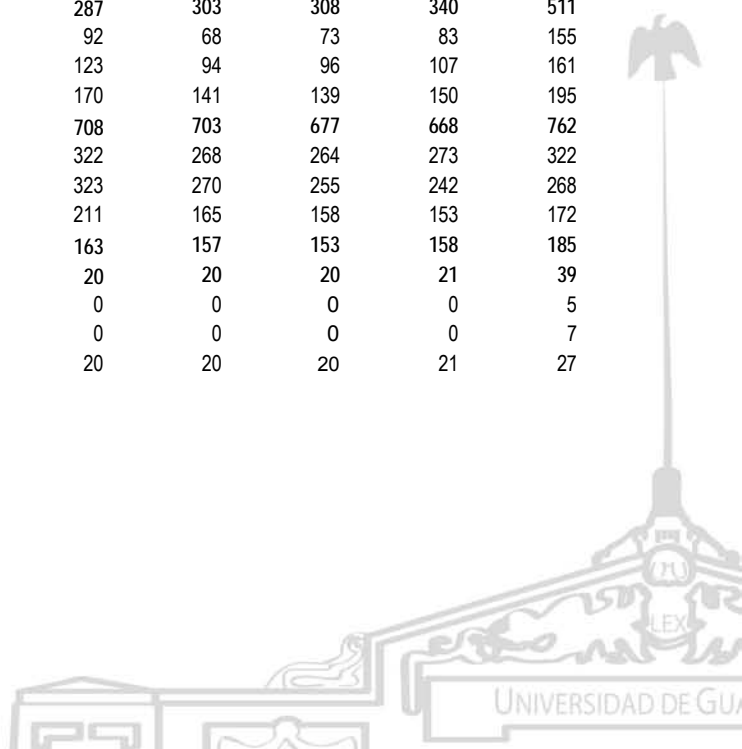 287 303 308 340 511
92 68 73 83 155
123 94 96 107 161
170 141 139 150 195
708 703 677 668 762
322 268 264 273 322
323 270 255 242 268
211 165 158 153 172
163 157 153 158 185
20 20 20 21 39
0 0 0 0 5
0 0 0 0 7
20 20 20 21 27
LEX
UNIVERSIDAD DE GUA